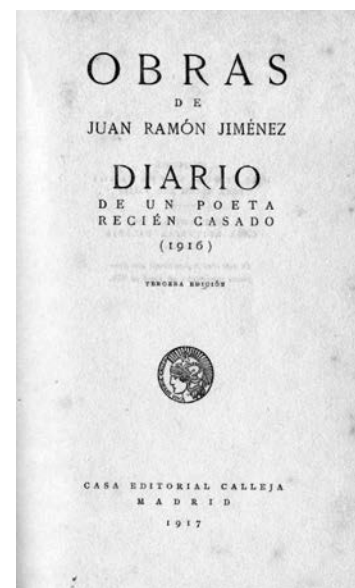 OBRAS
DE
JUAN RAMÓN JIMÉNEZ
DIARIO
DE UN POETA
RECIÉN CASADO
(1916)
TERCERA EDICIÓN
CASA EDITORIAL CALLEJA
MADRID
1917